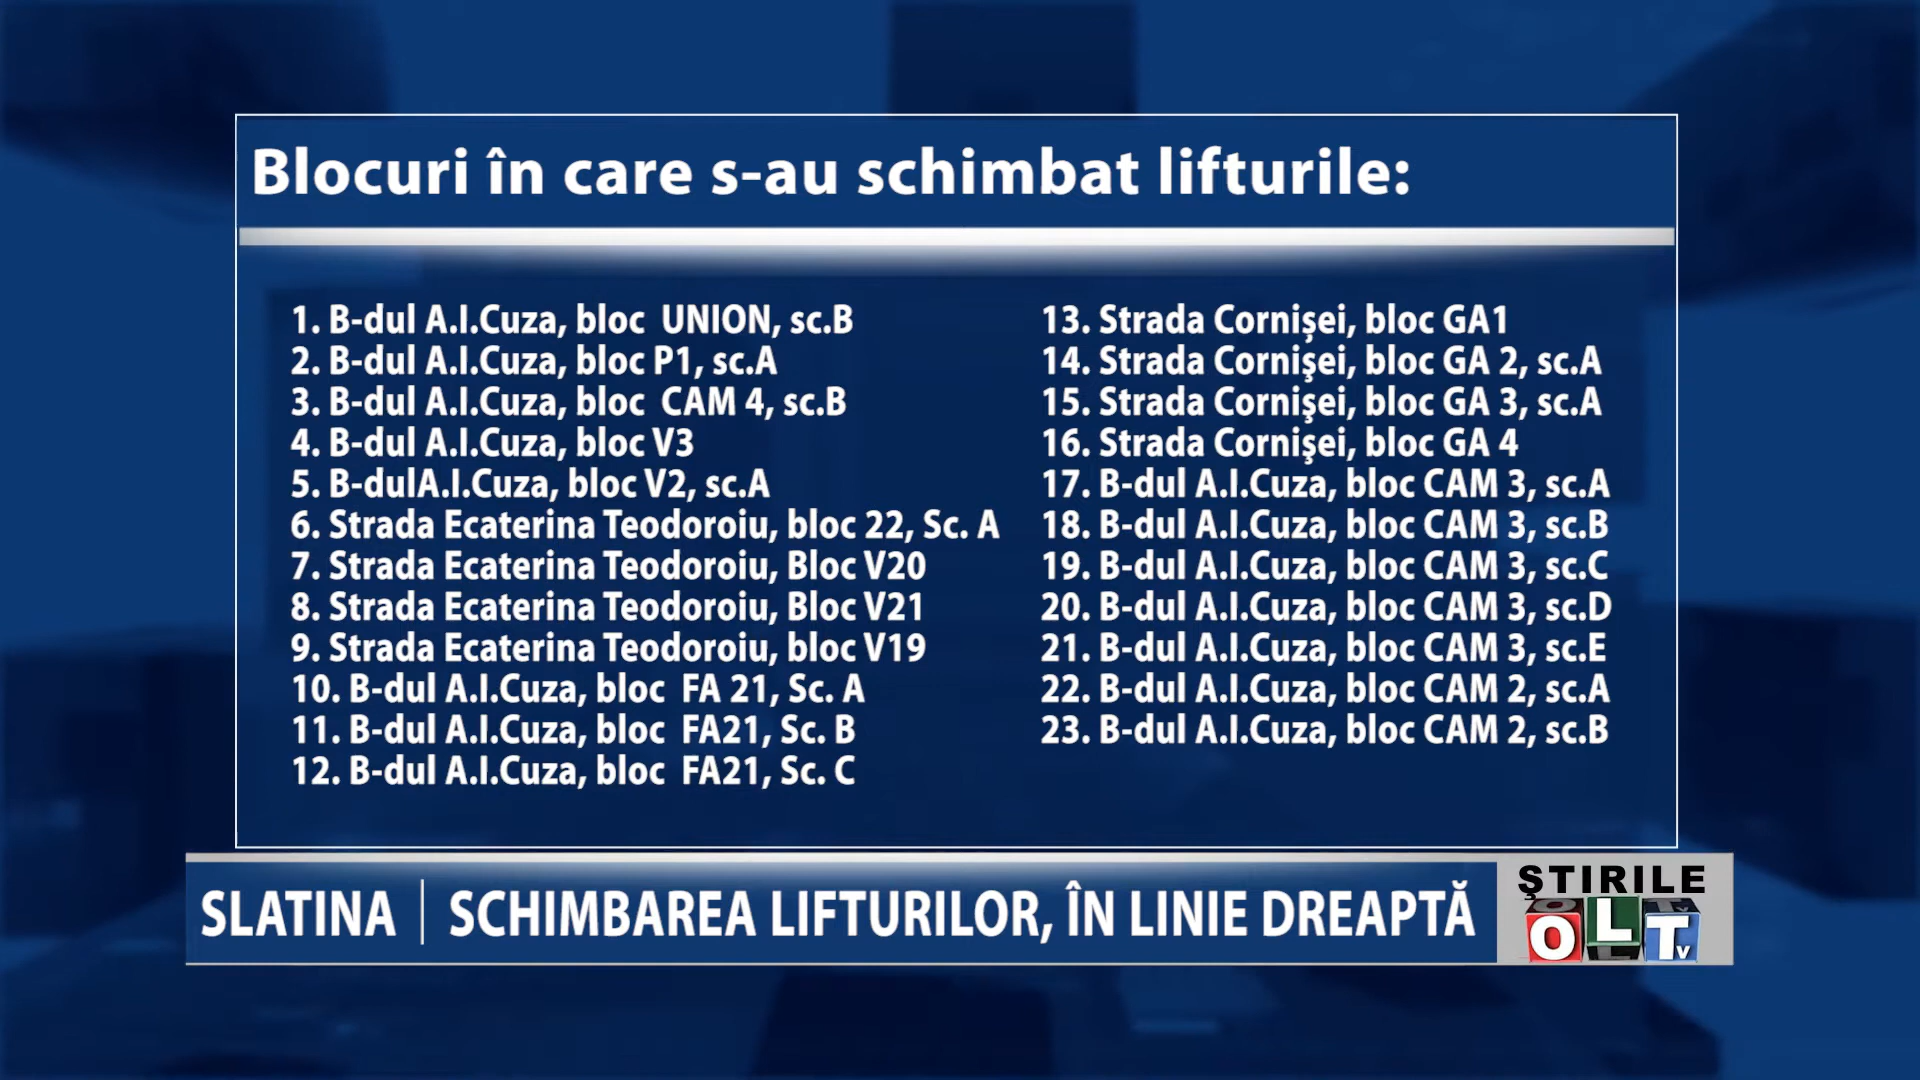 Blocuri în care s-au schimbat lifturile:
1. B-dul A.I.Cuza, bloc UNION, sc.B
2. B-dul A.I.Cuza, bloc P1, sc.A
3. B-dul A.I.Cuza, bloc CAM 4, sc.B
4. B-dul A.I.Cuza, bloc V3
5. B-dulA.I.Cuza, bloc V2, sc.A
6. Strada Ecaterina Teodoroiu, bloc 22, Sc. A
7. Strada Ecaterina Teodoroiu, Bloc V20
8. Strada Ecaterina Teodoroiu, Bloc V21
9. Strada Ecaterina Teodoroiu, bloc V19
10. B-dul A.I.Cuza, bloc FA 21, Sc. A
11. B-dul A.I.Cuza, bloc FA21, Sc. B
12. B-dul A.I.Cuza, bloc FA21, Sc. C
13. Strada Cornișei, bloc GA1
14. Strada Cornişei, bloc GA 2, sc.A
15. Strada Cornişei, bloc GA 3, sc.A
16. Strada Cornişei, bloc GA 4
17. B-dul A.I.Cuza, bloc CAM 3, sc.A
18. B-dul A.I.Cuza, bloc CAM 3, sc.B
19. B-dul A.I.Cuza, bloc CAM 3, sc.C
20. B-dul A.I.Cuza, bloc CAM 3, sc.D
21. B-dul A.I.Cuza, bloc CAM 3, sc.E
22. B-dul A.I.Cuza, bloc CAM 2, sc.A
23. B-dul A.I.Cuza, bloc CAM 2, sc.B
SLATINA | SCHIMBAREA LIFTURILOR, ÎN LINIE DREAPTĂ
ŞTIRILE
OLTv